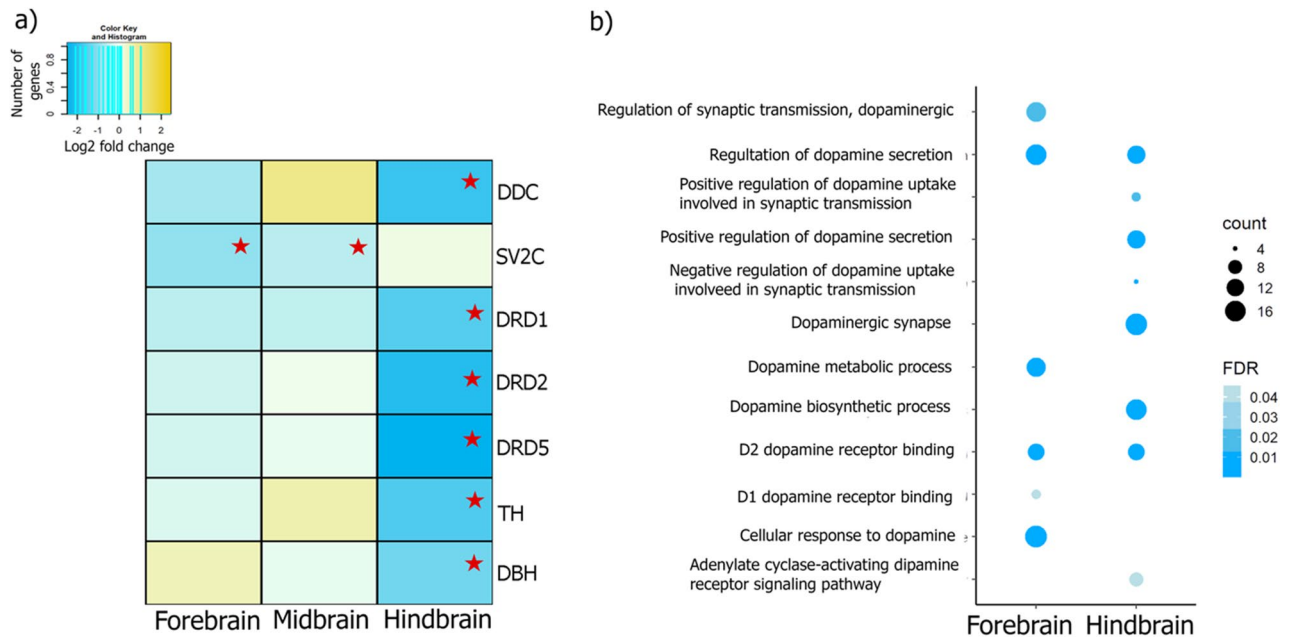 a)
Color Key
and Histogram
Number of
genes
0 0.4 0.8
-2 -1 0 1 2
Log2 fold change
DDC
SV2C
DRD1
DRD2
DRD5
TH
DBH
Forebrain Midbrain Hindbrain
b)
Regulation of synaptic transmission, dopaminergic
Regultation of dopamine secretion
Positive regulation of dopamine uptake
involved in synaptic transmission
Positive regulation of dopamine secretion
Negative regulation of dopamine uptake
involveed in synaptic transmission
Dopaminergic synapse
Dopamine metabolic process
Dopamine biosynthetic process
D2 dopamine receptor binding
D1 dopamine receptor binding
Cellular response to dopamine
Adenylate cyclase-activating dipamine
receptor signaling pathway
Forebrain Hindbrain
count
4
8
12
16
FDR
0.04
0.03
0.02
0.01